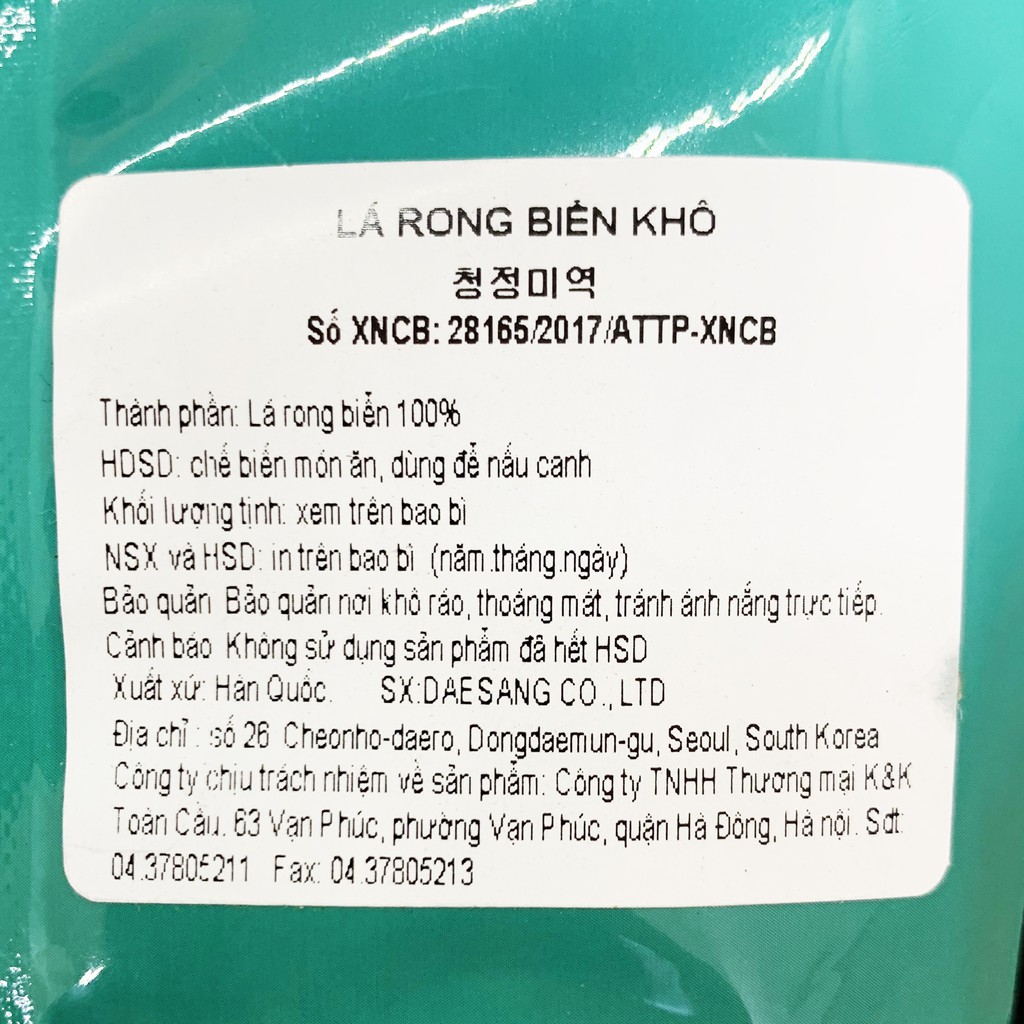 LÁ RONG BIỂN KHÔ
청정미역
Số XNCB: 28165/2017/ATTP-XNCB
Thành phần: Lá rong biển 100%
HDSD: chế biến món ăn, dùng để nấu canh
Khối lượng tịnh: xem trên bao bì
NSX và HSD: in trên bao bì (năm.tháng.ngày)
Bảo quản Bảo quản nơi khô ráo, thoáng mát, tránh ánh nắng trực tiếp.
Cảnh báo Không sử dụng sản phẩm đã hết HSD
Xuất xứ: Hàn Quốc. SX:DAESANG CO., LTD
Địa chỉ : số 26 Cheonho-daero, Dongdaemun-gu, Seoul, South Korea
Công ty chịu trách nhiệm về sản phẩm: Công ty TNHH Thương mại K&K
Toàn Cầu. 63 Vạn Phúc, phường Vạn Phúc, quận Hà Đông, Hà nội. Sđt:
04.37805211 Fax: 04.37805213